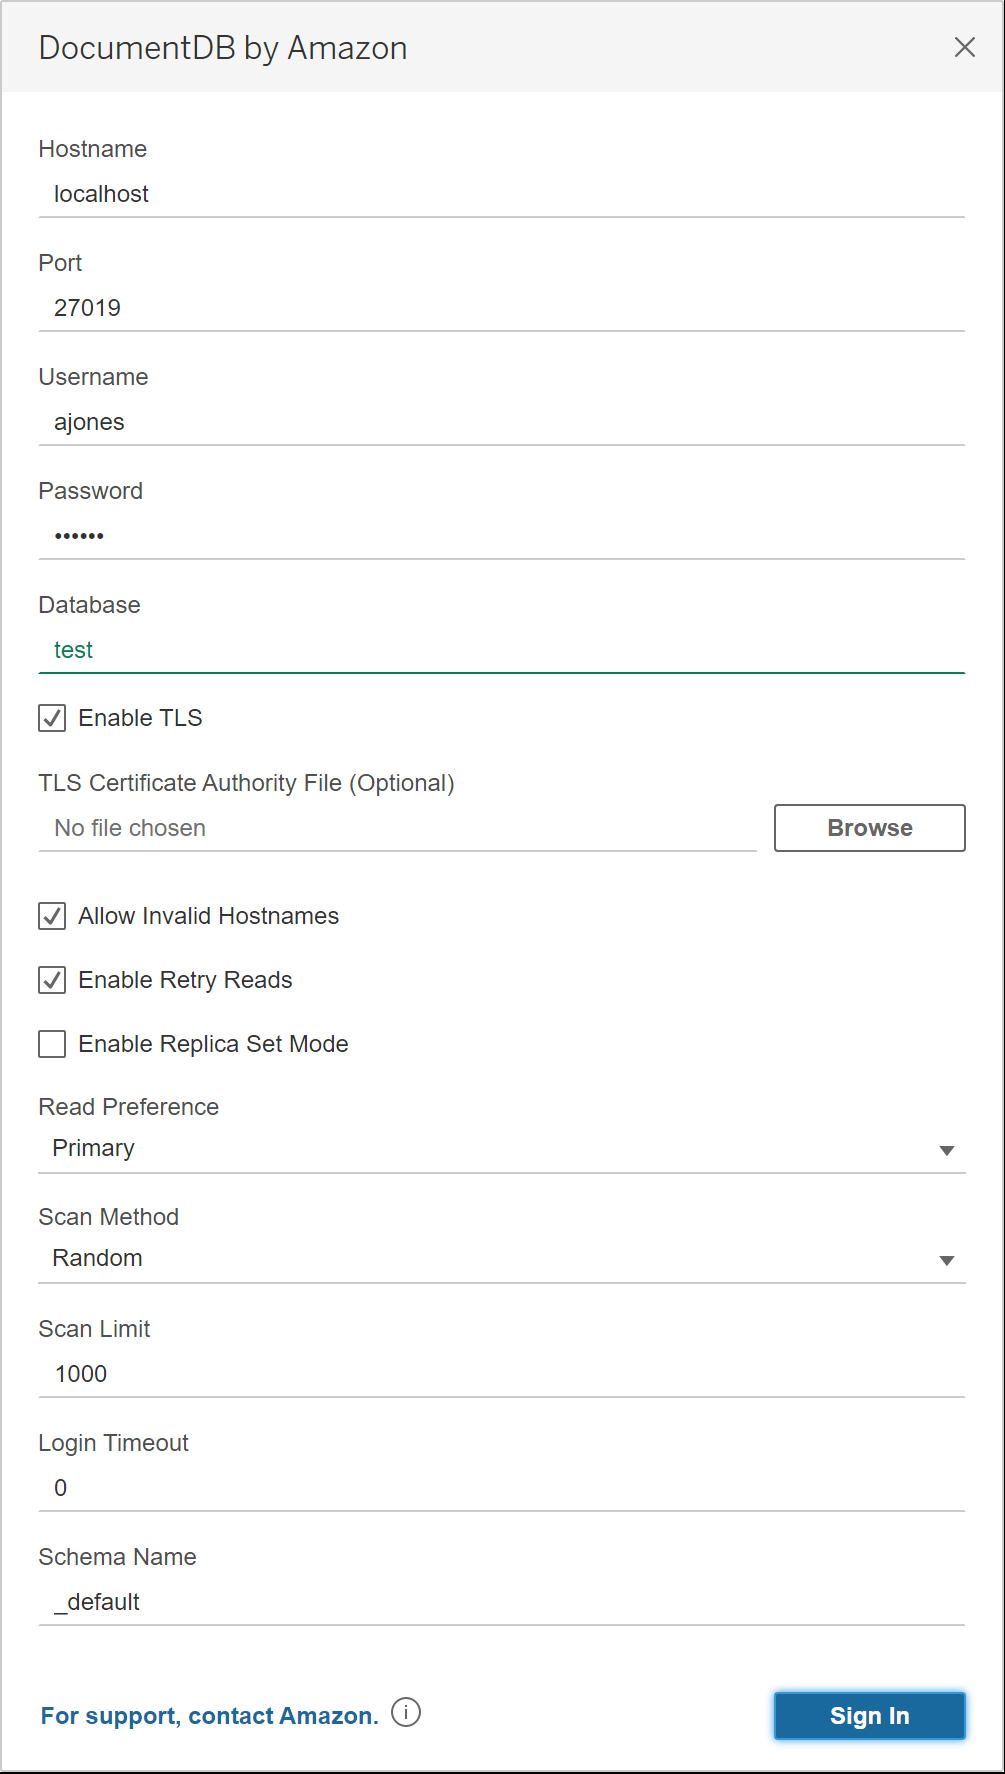 DocumentDB by Amazon
Hostname
localhost
Port
27019
Username
ajones
Password
••••••
Database
test
Enable TLS
TLS Certificate Authority File (Optional)
No file chosen
Browse
Allow Invalid Hostnames
Enable Retry Reads
Enable Replica Set Mode
Read Preference
Primary
Scan Method
Random
Scan Limit
1000
Login Timeout
0
Schema Name
_default
For support, contact Amazon.
Sign In